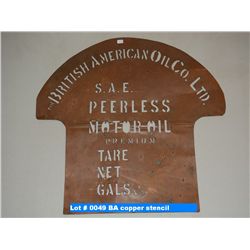 British American Oil Co. Ltd.
S.A.E.
PEERLESS
MOTOR OIL
PREMIUM
TARE
NET
GALS.
Lot # 0049 BA copper stencil